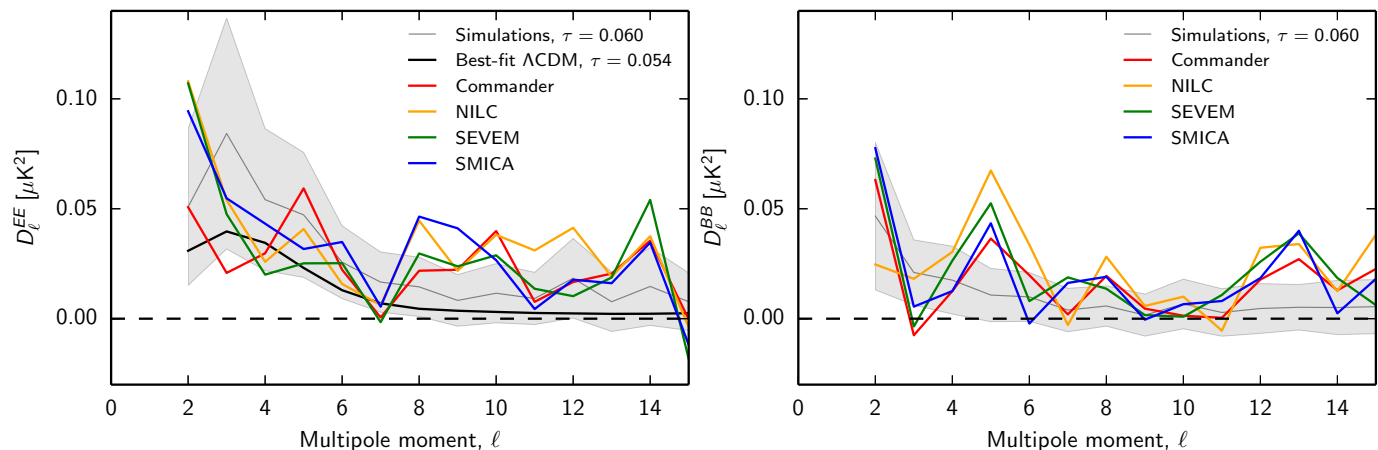 Simulations, τ = 0.060
Best-fit ΛCDM, τ = 0.054
Commander
NILC
SEVEM
SMICA
0.10
0.05
0.00
0 2 4 6 8 10 12 14
Multipole moment, ℓ
D_ℓ^{EE} [μK²]
Simulations, τ = 0.060
Commander
NILC
SEVEM
SMICA
0.10
0.05
0.00
0 2 4 6 8 10 12 14
Multipole moment, ℓ
D_ℓ^{BB} [μK²]